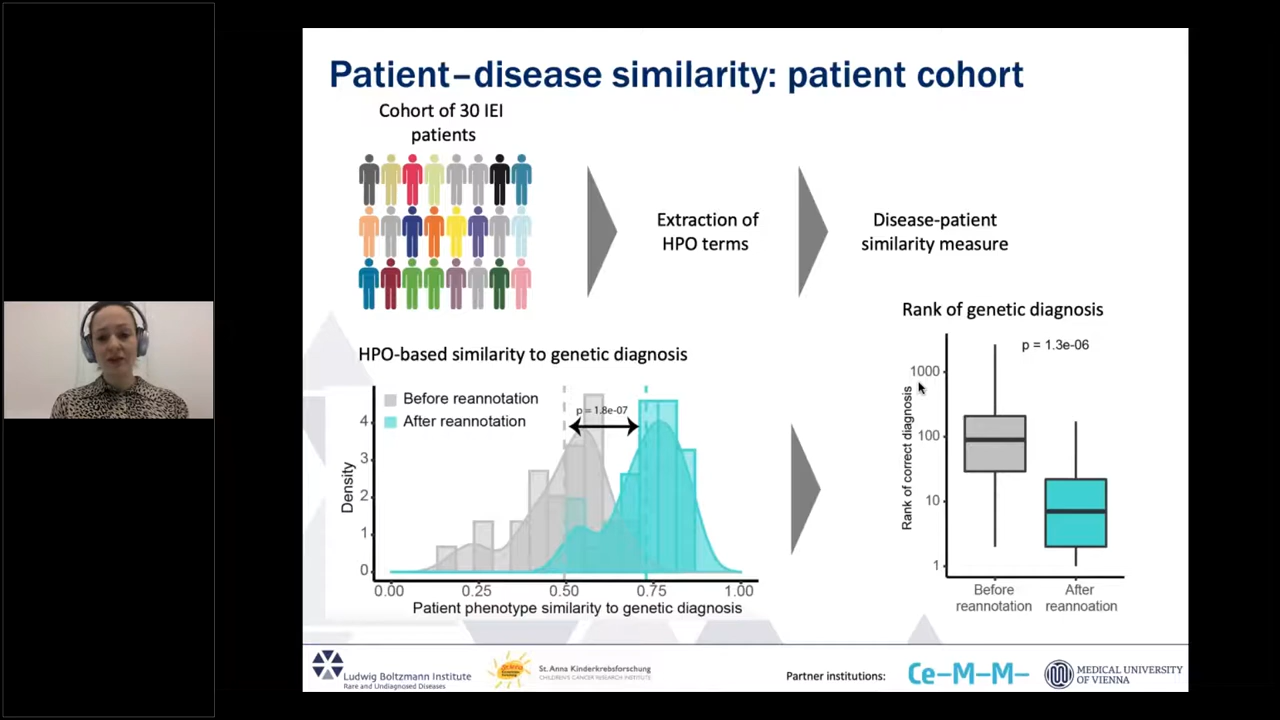 Patient–disease similarity: patient cohort
Cohort of 30 IEI
patients
Extraction of
HPO terms
Disease-patient
similarity measure
HPO-based similarity to genetic diagnosis
Before reannotation
After reannotation
p = 1.8e-07
Density
4
3
2
1
0
0.00 0.25 0.50 0.75 1.00
Patient phenotype similarity to genetic diagnosis
Rank of genetic diagnosis
p = 1.3e-06
Rank of correct diagnosis
1000
100
10
1
Before
reannotation
After
reannoation
Ludwig Boltzmann Institute
Rare and Undiagnosed Diseases
St. Anna Kinderkrebsforschung
CHILDREN'S CANCER RESEARCH INSTITUTE
Partner institutions:
Ce–M–M–
MEDICAL UNIVERSITY
OF VIENNA